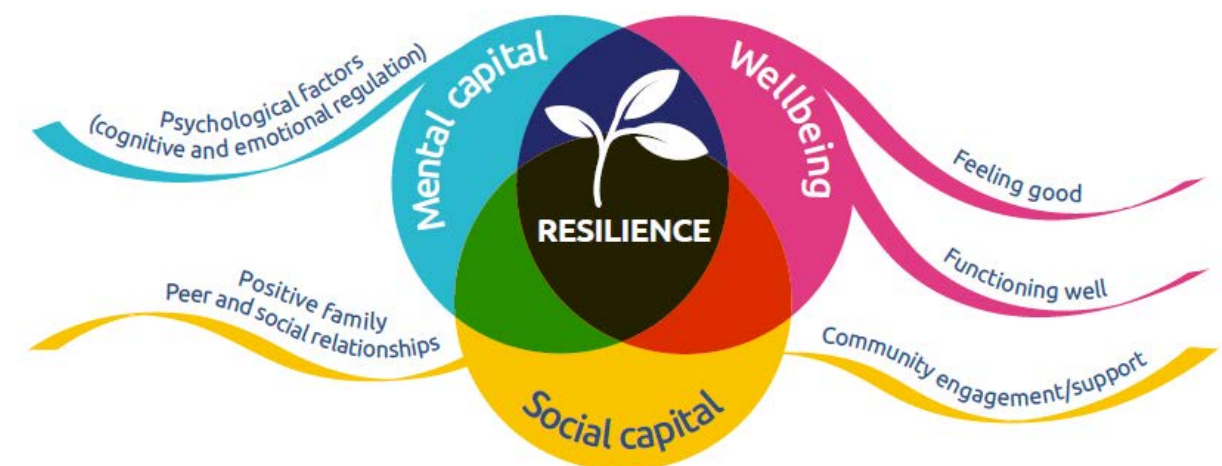 Psychological factors
(cognitive and emotional regulation)
Mental capital
Wellbeing
Feeling good
Functioning well
RESILIENCE
Positive family
Peer and social relationships
Community engagement/support
Social capital